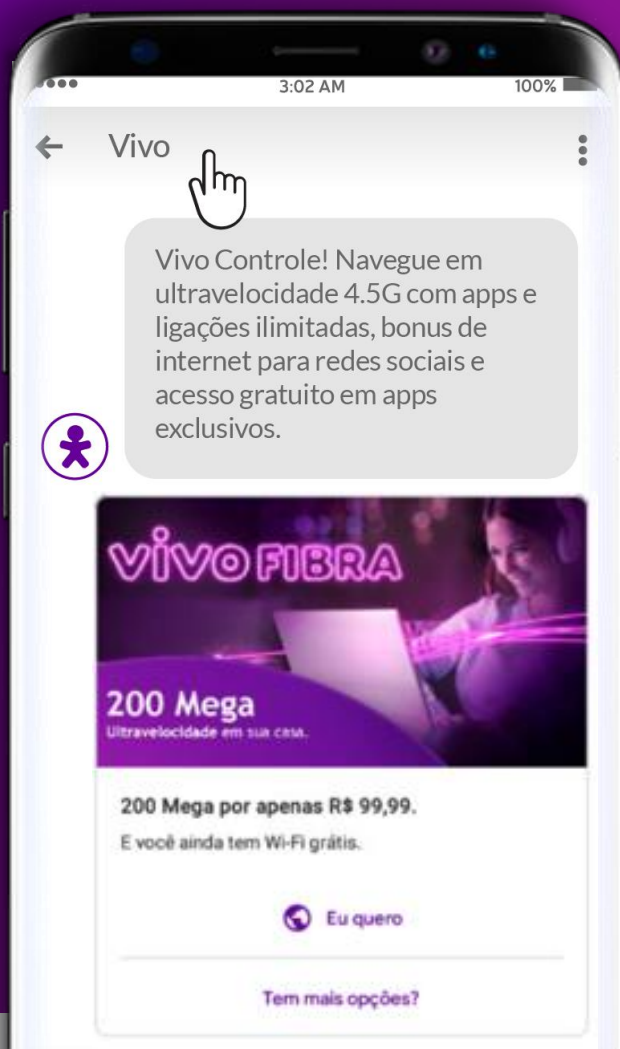 3:02 AM
100%
Vivo
Vivo Controle! Navegue em
ultravelocidade 4.5G com apps e
ligações ilimitadas, bonus de
internet para redes sociais e
acesso gratuito em apps
exclusivos.
vivo FIBRA
200 Mega
Ultravelocidade em sua casa.
200 Mega por apenas R$ 99,99.
E você ainda tem Wi-Fi grátis.
Eu quero
Tem mais opções?